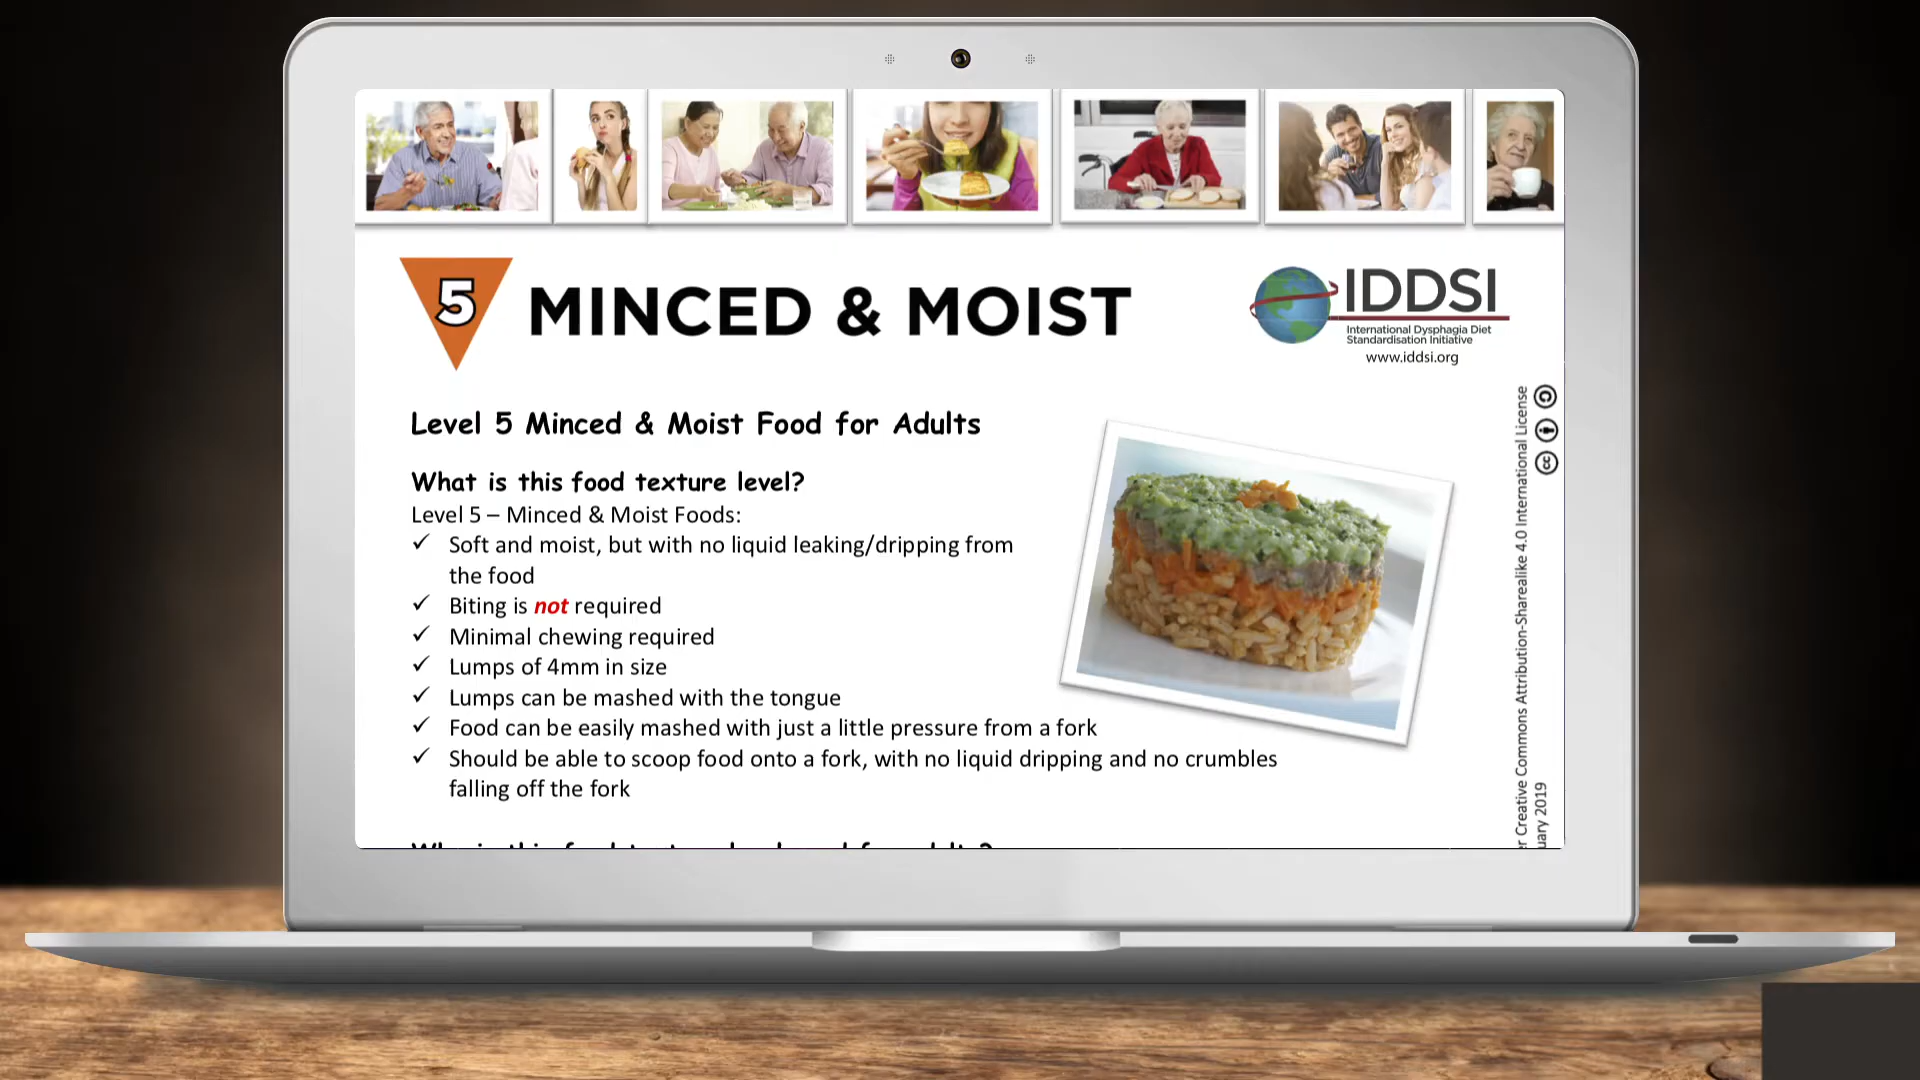 5
MINCED & MOIST
IDDSI
International Dysphagia Diet
Standardisation Initiative
www.iddsi.org
Level 5 Minced & Moist Food for Adults
What is this food texture level?
Level 5 – Minced & Moist Foods:
✓ Soft and moist, but with no liquid leaking/dripping from
the food
✓ Biting is not required
✓ Minimal chewing required
✓ Lumps of 4mm in size
✓ Lumps can be mashed with the tongue
✓ Food can be easily mashed with just a little pressure from a fork
✓ Should be able to scoop food onto a fork, with no liquid dripping and no crumbles
falling off the fork
Creative Commons Attribution-Sharealike 4.0 International License
2019
cc